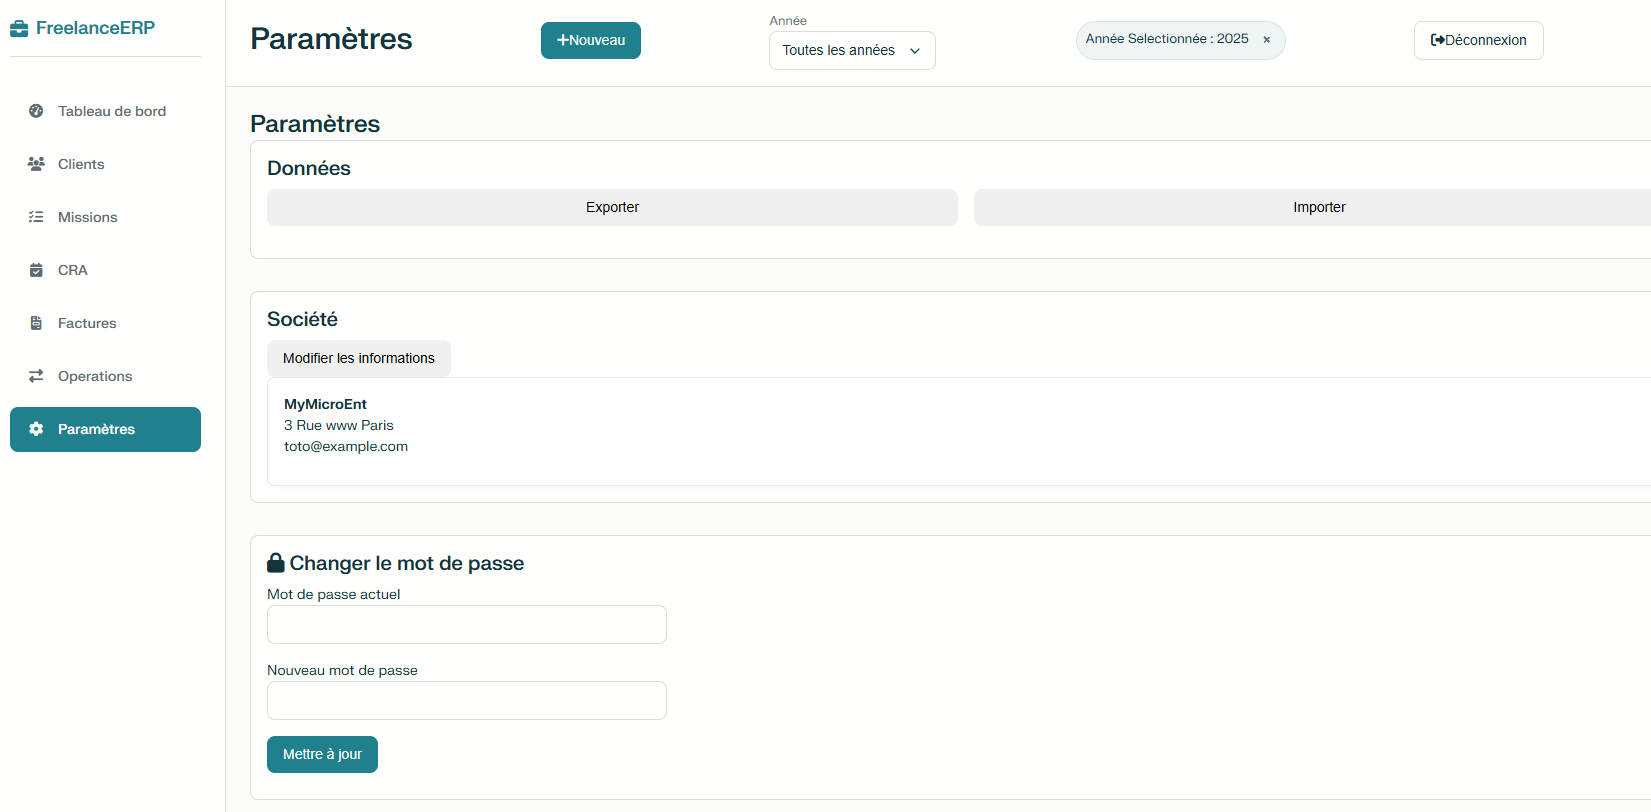 FreelanceERP
Tableau de bord
Clients
Missions
CRA
Factures
Operations
Paramètres
Paramètres
+Nouveau
Année
Toutes les années
Année Selectionnée : 2025 ×
Déconnexion
Paramètres
Données
Exporter
Importer
Société
Modifier les informations
MyMicroEnt
3 Rue www Paris
toto@example.com
Changer le mot de passe
Mot de passe actuel
Nouveau mot de passe
Mettre à jour